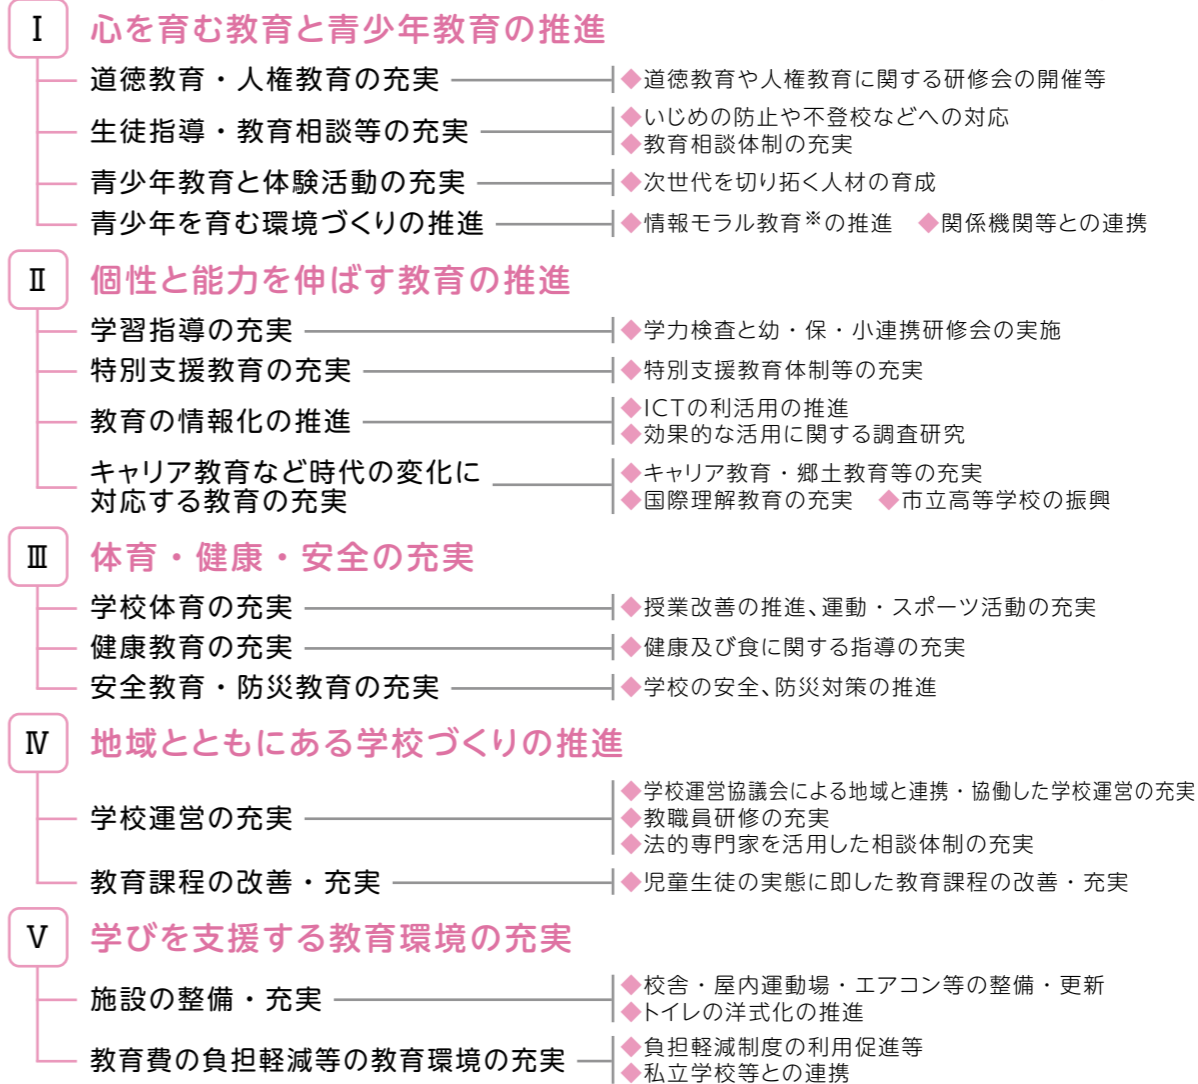 Ⅰ 心を育む教育と青少年教育の推進
道徳教育・人権教育の充実 ◆道徳教育や人権教育に関する研修会の開催等
生徒指導・教育相談等の充実 ◆いじめの防止や不登校などへの対応
◆教育相談体制の充実
青少年教育と体験活動の充実 ◆次世代を切り拓く人材の育成
青少年を育む環境づくりの推進 ◆情報モラル教育※の推進 ◆関係機関等との連携
Ⅱ 個性と能力を伸ばす教育の推進
学習指導の充実 ◆学力検査と幼・保・小連携研修会の実施
特別支援教育の充実 ◆特別支援教育体制等の充実
教育の情報化の推進 ◆ICTの利活用の推進
◆効果的な活用に関する調査研究
キャリア教育など時代の変化に
対応する教育の充実 ◆キャリア教育・郷土教育等の充実
◆国際理解教育の充実 ◆市立高等学校の振興
Ⅲ 体育・健康・安全の充実
学校体育の充実 ◆授業改善の推進、運動・スポーツ活動の充実
健康教育の充実 ◆健康及び食に関する指導の充実
安全教育・防災教育の充実 ◆学校の安全、防災対策の推進
Ⅳ 地域とともにある学校づくりの推進
学校運営の充実 ◆学校運営協議会による地域と連携・協働した学校運営の充実
◆教職員研修の充実
◆法的専門家を活用した相談体制の充実
教育課程の改善・充実 ◆児童生徒の実態に即した教育課程の改善・充実
Ⅴ 学びを支援する教育環境の充実
施設の整備・充実 ◆校舎・屋内運動場・エアコン等の整備・更新
◆トイレの洋式化の推進
教育費の負担軽減等の教育環境の充実 ◆負担軽減制度の利用促進等
◆私立学校等との連携